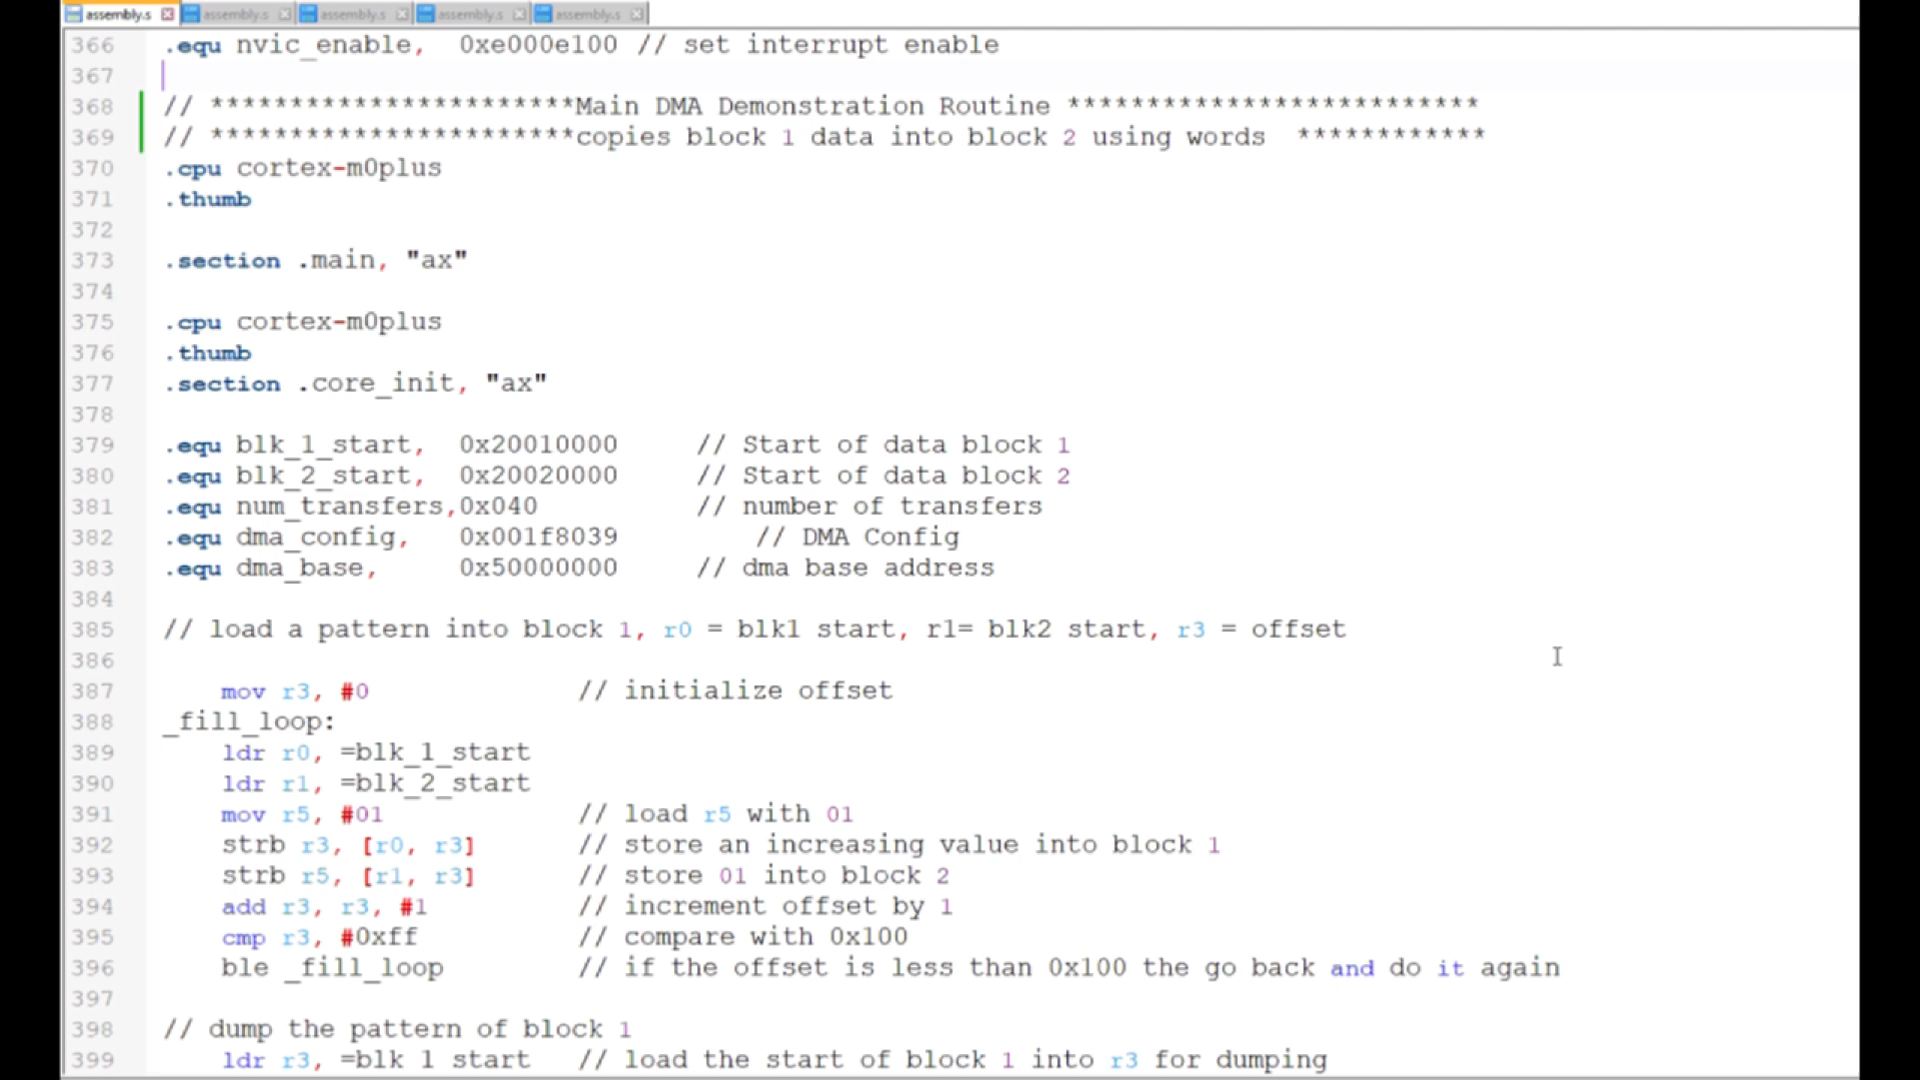 assembly.s assembly.s assembly.s assembly.s assembly.s
366 .equ nvic_enable, 0xe000e100 // set interrupt enable
367
368 // ***********************Main DMA Demonstration Routine **************************
369 // ***********************copies block 1 data into block 2 using words ************
370 .cpu cortex-m0plus
371 .thumb
372
373 .section .main, "ax"
374
375 .cpu cortex-m0plus
376 .thumb
377 .section .core_init, "ax"
378
379 .equ blk_1_start, 0x20010000 // Start of data block 1
380 .equ blk_2_start, 0x20020000 // Start of data block 2
381 .equ num_transfers,0x040 // number of transfers
382 .equ dma_config, 0x001f8039 // DMA Config
383 .equ dma_base, 0x50000000 // dma base address
384
385 // load a pattern into block 1, r0 = blk1 start, r1= blk2 start, r3 = offset
386
387 mov r3, #0 // initialize offset
388 _fill_loop:
389 ldr r0, =blk_1_start
390 ldr r1, =blk_2_start
391 mov r5, #01 // load r5 with 01
392 strb r3, [r0, r3] // store an increasing value into block 1
393 strb r5, [r1, r3] // store 01 into block 2
394 add r3, r3, #1 // increment offset by 1
395 cmp r3, #0xff // compare with 0x100
396 ble _fill_loop // if the offset is less than 0x100 the go back and do it again
397
398 // dump the pattern of block 1
399 ldr r3, =blk_1_start // load the start of block 1 into r3 for dumping